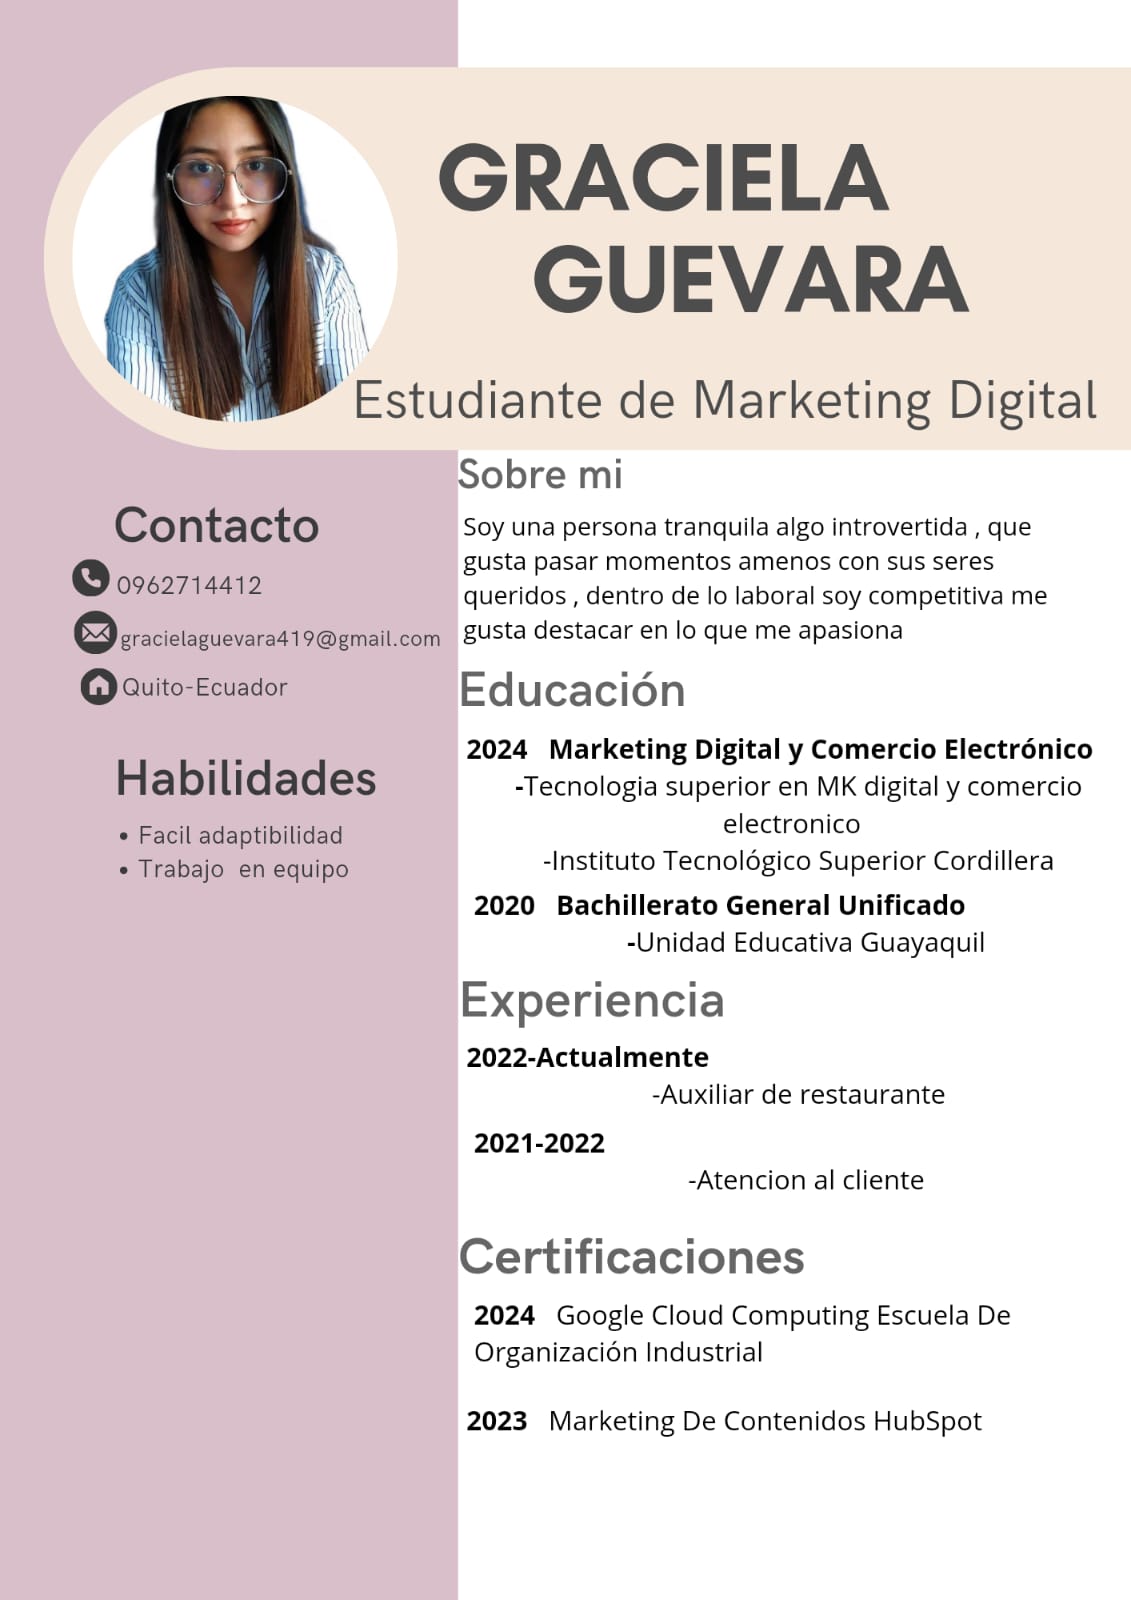 GRACIELA
GUEVARA
Estudiante de Marketing Digital
Contacto
0962714412
gracielaguevara419@gmail.com
Quito-Ecuador
Habilidades
• Facil adaptibilidad
• Trabajo en equipo
Sobre mi
Soy una persona tranquila algo introvertida , que
gusta pasar momentos amenos con sus seres
queridos , dentro de lo laboral soy competitiva me
gusta destacar en lo que me apasiona
Educación
2024 Marketing Digital y Comercio Electrónico
-Tecnologia superior en MK digital y comercio
electronico
-Instituto Tecnológico Superior Cordillera
2020 Bachillerato General Unificado
-Unidad Educativa Guayaquil
Experiencia
2022-Actualmente
-Auxiliar de restaurante
2021-2022
-Atencion al cliente
Certificaciones
2024 Google Cloud Computing Escuela De
Organización Industrial
2023 Marketing De Contenidos HubSpot